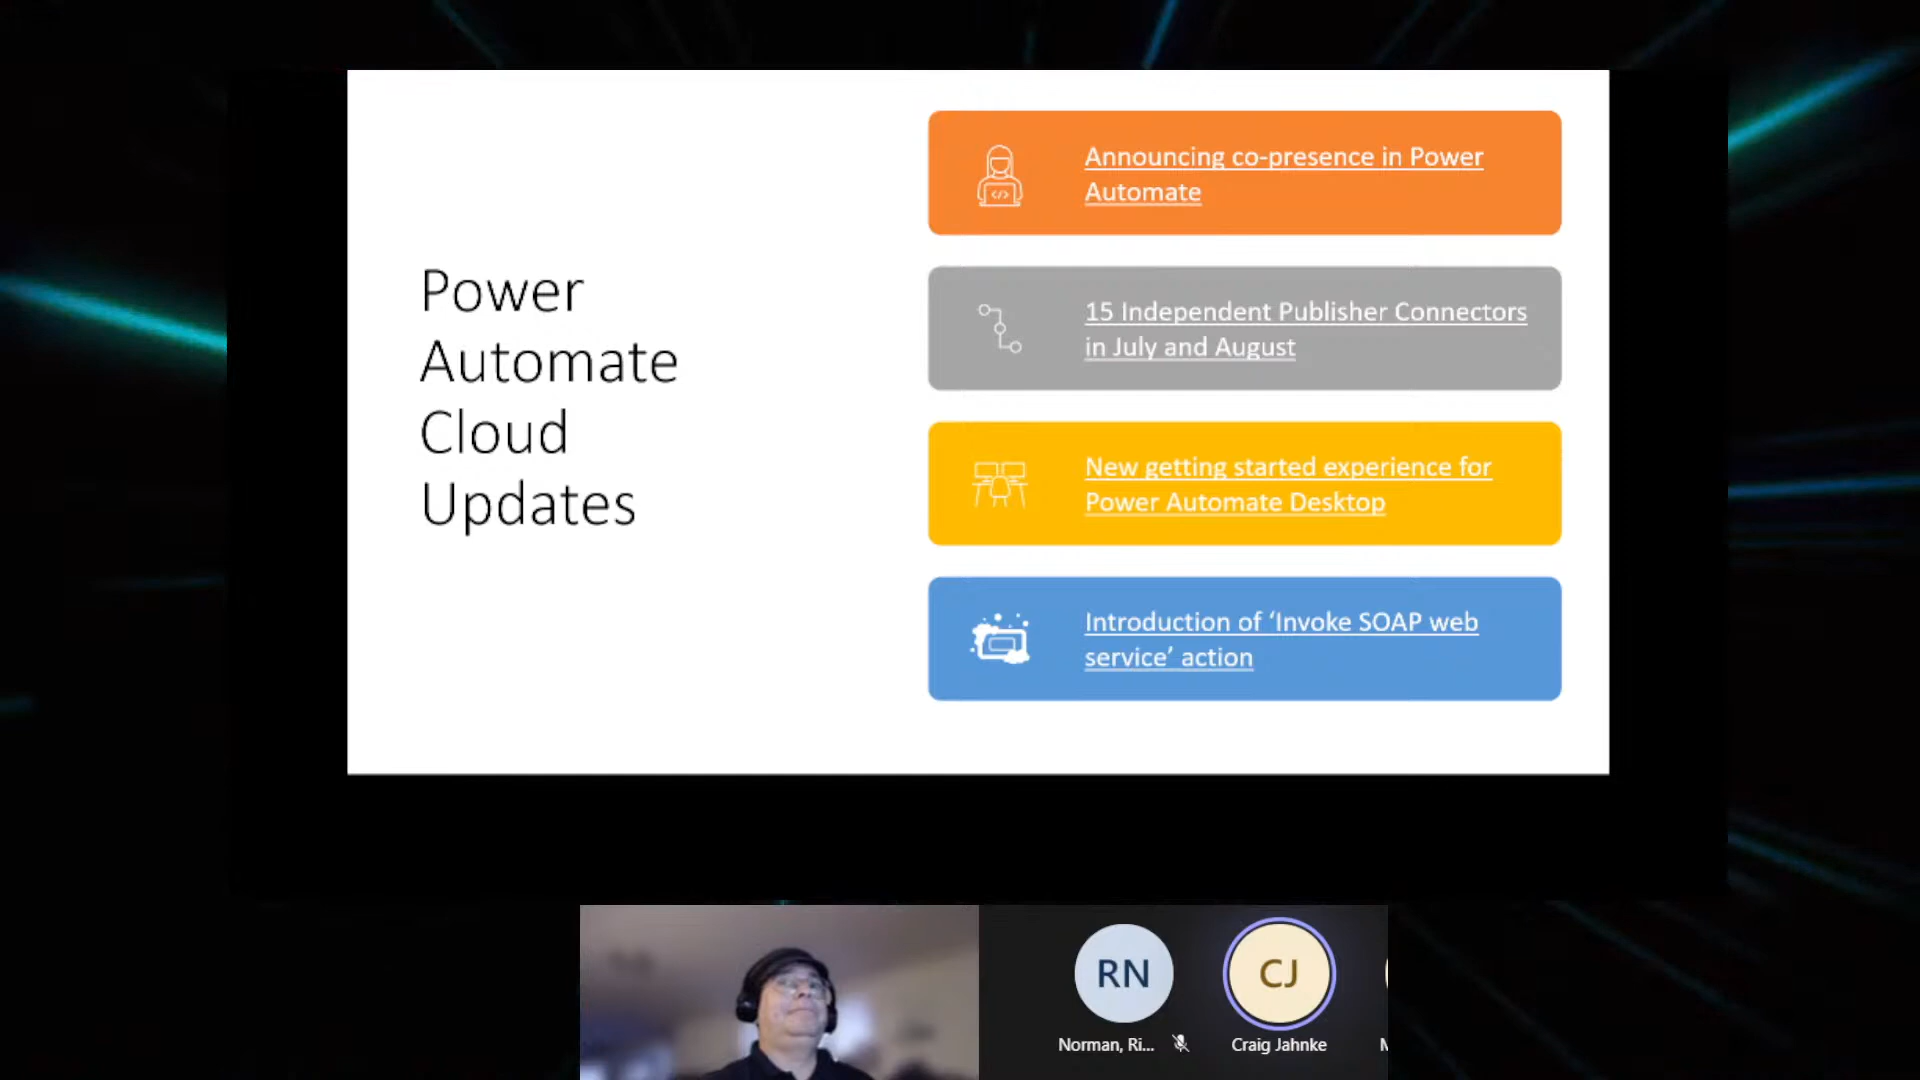 Power
Automate
Cloud
Updates
Announcing co-presence in Power
Automate
15 Independent Publisher Connectors
in July and August
New getting started experience for
Power Automate Desktop
Introduction of ‘Invoke SOAP web
service’ action
RN
CJ
Norman, Ri...
Craig Jahnke